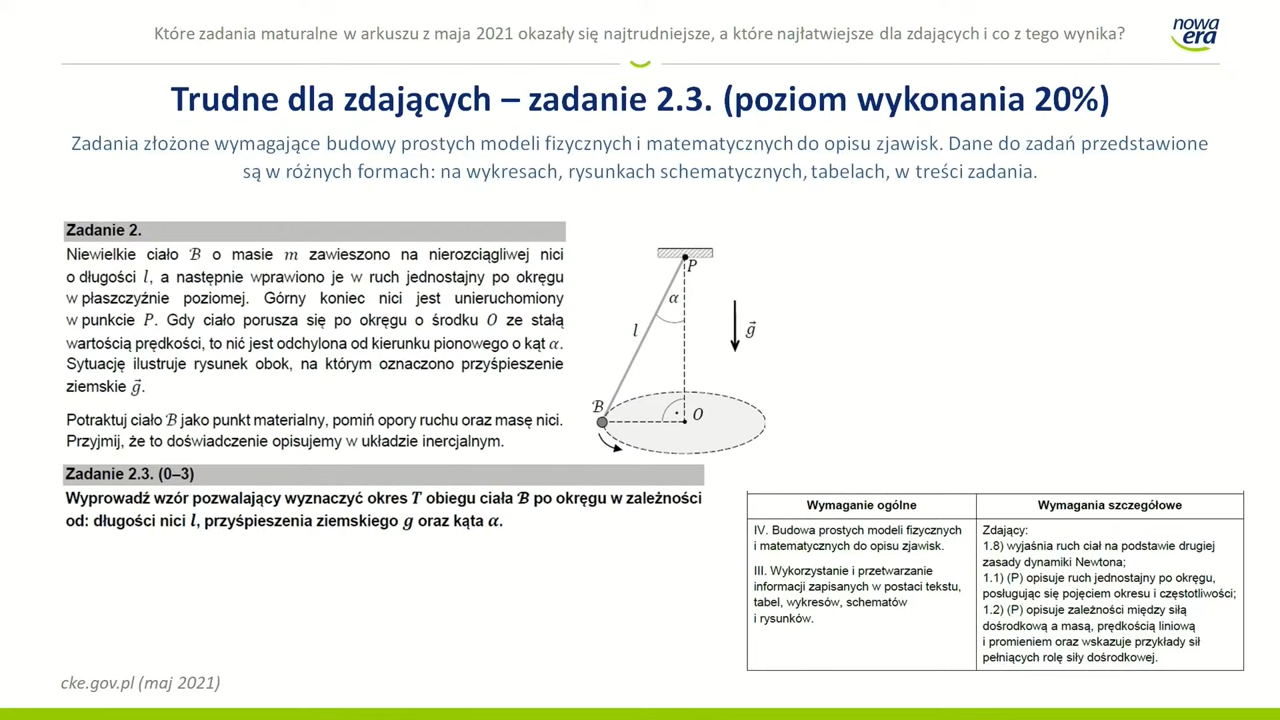 Które zadania maturalne w arkuszu z maja 2021 okazały się najtrudniejsze, a które najłatwiejsze dla zdających i co z tego wynika?
nowa
era
Trudne dla zdających – zadanie 2.3. (poziom wykonania 20%)
Zadania złożone wymagające budowy prostych modeli fizycznych i matematycznych do opisu zjawisk. Dane do zadań przedstawione
są w różnych formach: na wykresach, rysunkach schematycznych, tabelach, w treści zadania.
Zadanie 2.
Niewielkie ciało ℬ o masie m zawieszono na nierozciągliwej nici
o długości l, a następnie wprawiono je w ruch jednostajny po okręgu
w płaszczyźnie poziomej. Górny koniec nici jest unieruchomiony
w punkcie P. Gdy ciało porusza się po okręgu o środku O ze stałą
wartością prędkości, to nić jest odchylona od kierunku pionowego o kąt α.
Sytuację ilustruje rysunek obok, na którym oznaczono przyśpieszenie
ziemskie g⃗.
Potraktuj ciało ℬ jako punkt materialny, pomiń opory ruchu oraz masę nici.
Przyjmij, że to doświadczenie opisujemy w układzie inercjalnym.
P
α
l
g⃗
ℬ
O
Zadanie 2.3. (0–3)
Wyprowadź wzór pozwalający wyznaczyć okres T obiegu ciała ℬ po okręgu w zależności
od: długości nici l, przyśpieszenia ziemskiego g oraz kąta α.
Wymaganie ogólne
IV. Budowa prostych modeli fizycznych
i matematycznych do opisu zjawisk.
III. Wykorzystanie i przetwarzanie
informacji zapisanych w postaci tekstu,
tabel, wykresów, schematów
i rysunków.
Wymagania szczegółowe
Zdający:
1.8) wyjaśnia ruch ciał na podstawie drugiej
zasady dynamiki Newtona;
1.1) (P) opisuje ruch jednostajny po okręgu,
posługując się pojęciem okresu i częstotliwości;
1.2) (P) opisuje zależności między siłą
dośrodkową a masą, prędkością liniową
i promieniem oraz wskazuje przykłady sił
pełniących rolę siły dośrodkowej.
cke.gov.pl (maj 2021)